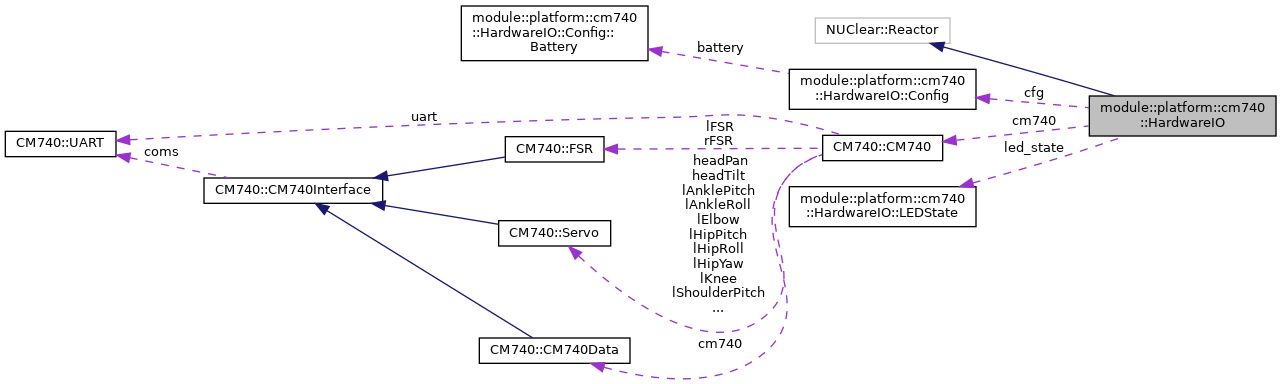 module::platform::cm740
::HardwareIO::Config::
Battery
NUClear::Reactor
battery
module::platform::cm740
::HardwareIO::Config
cfg
module::platform::cm740
::HardwareIO
uart
cm740
CM740::UART
coms
lFSR
rFSR
CM740::FSR
CM740::CM740
led_state
CM740::CM740Interface
headPan
headTilt
lAnklePitch
lAnkleRoll
lElbow
lHipPitch
lHipRoll
lHipYaw
lKnee
lShoulderPitch
...
module::platform::cm740
::HardwareIO::LEDState
CM740::Servo
cm740
CM740::CM740Data